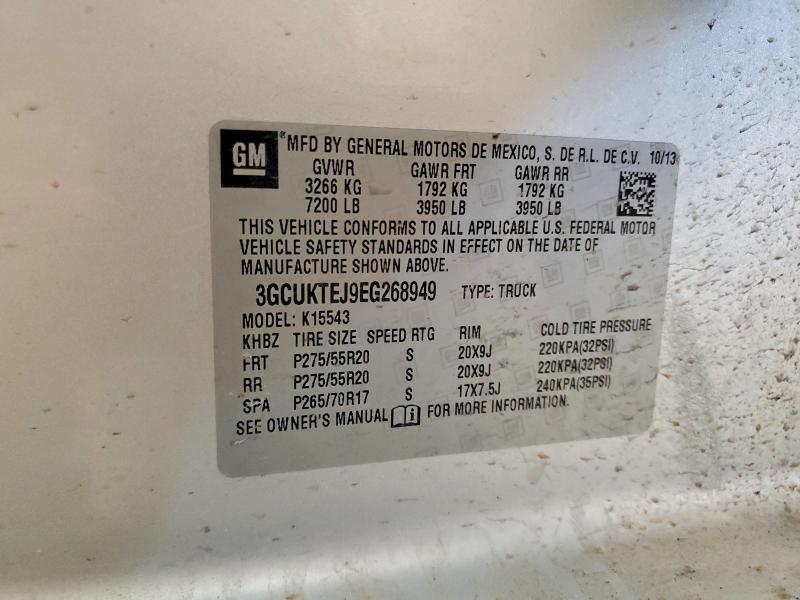 GM ® MFD BY GENERAL MOTORS DE MEXICO, S. DE R.L. DE C.V. 10/13
GVWR GAWR FRT GAWR RR
3266 KG 1792 KG 1792 KG
7200 LB 3950 LB 3950 LB
THIS VEHICLE CONFORMS TO ALL APPLICABLE U.S. FEDERAL MOTOR
VEHICLE SAFETY STANDARDS IN EFFECT ON THE DATE OF
MANUFACTURE SHOWN ABOVE.
3GCUKTEJ9EG268949 TYPE: TRUCK
MODEL: K15543
KHBZ TIRE SIZE SPEED RTG RIM COLD TIRE PRESSURE
FRT P275/55R20 S 20X9J 220KPA(32PSI)
RR P275/55R20 S 20X9J 220KPA(32PSI)
SPA P265/70R17 S 17X7.5J 240KPA(35PSI)
SEE OWNER'S MANUAL FOR MORE INFORMATION.